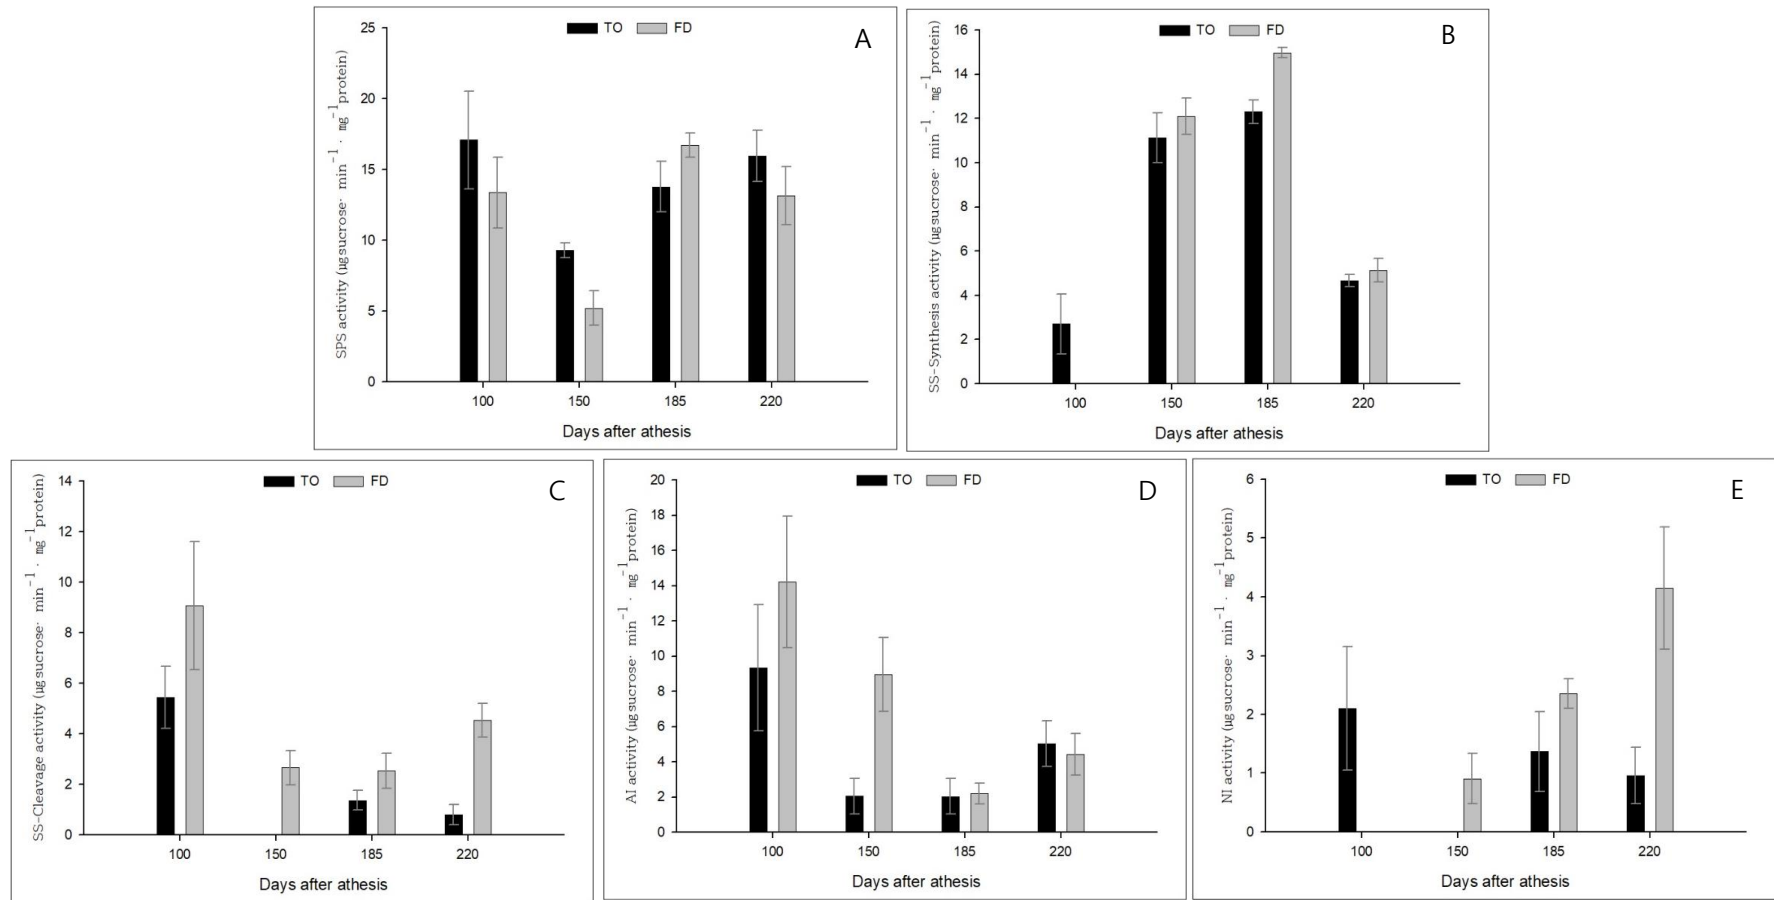 TO FD
A
SPS activity (µgsucrose· min⁻¹ · mg⁻¹protein)
25
20
15
10
5
0
100 150 185 220
Days after athesis
TO FD
B
SS-Synthesis activity (µgsucrose· min⁻¹ · mg⁻¹protein)
16
14
12
10
8
6
4
2
0
100 150 185 220
Days after athesis
TO FD
C
SS-Cleavage activity (µgsucrose· min⁻¹ · mg⁻¹protein)
14
12
10
8
6
4
2
0
100 150 185 220
Days after athesis
TO FD
D
AI activity (µgsucrose· min⁻¹ · mg⁻¹protein)
20
18
16
14
12
10
8
6
4
2
0
100 150 185 220
Days after athesis
TO FD
E
NI activity (µgsucrose· min⁻¹ · mg⁻¹protein)
6
5
4
3
2
1
0
100 150 185 220
Days after athesis